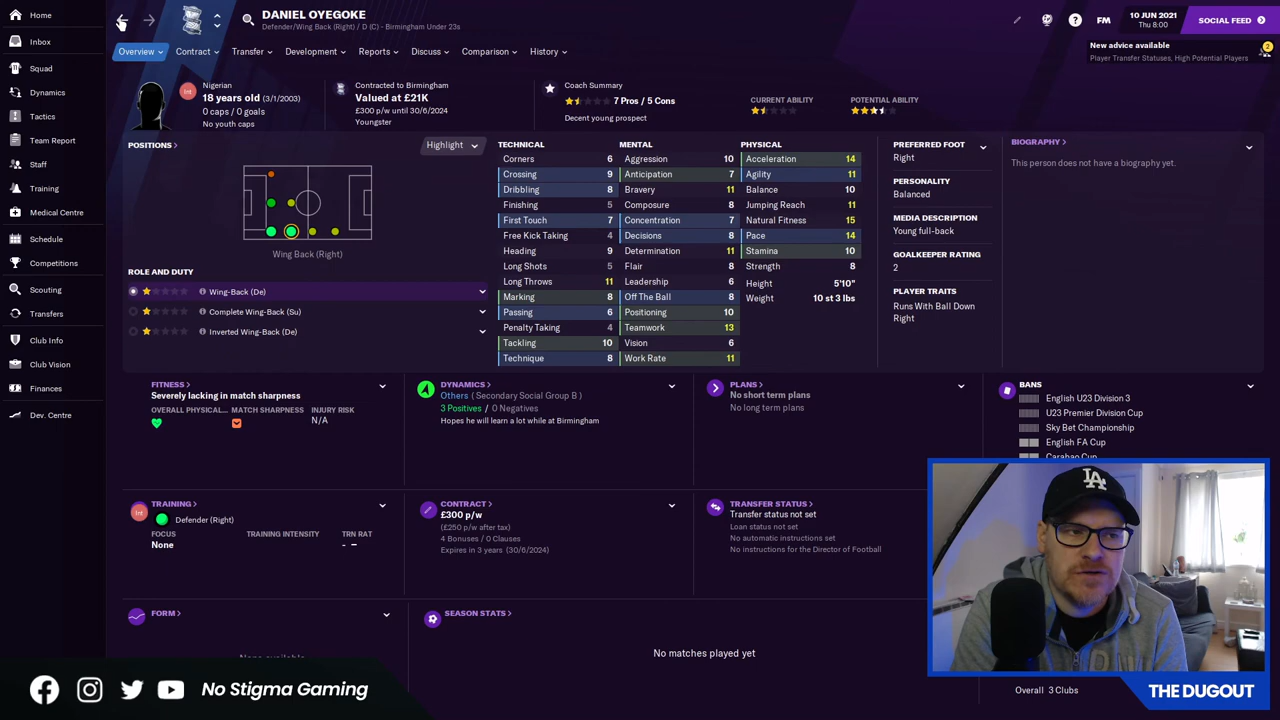 Home
Inbox
Squad
Dynamics
Tactics
Team Report
Staff
Training
Medical Centre
Schedule
Competitions
Scouting
Transfers
Club Info
Club Vision
Finances
Dev. Centre
DANIEL OYEGOKE
Defender/Wing Back (Right) / D (C) - Birmingham Under 23s
FM
10 JUN 2021
Thu 8:00
SOCIAL FEED
Overview
Contract
Transfer
Development
Reports
Discuss
Comparison
History
New advice available
Player Transfer Statuses, High Potential Players
2
Int
Nigerian
18 years old (3/1/2003)
0 caps / 0 goals
No youth caps
Contracted to Birmingham
Valued at £21K
£300 p/w until 30/6/2024
Youngster
Coach Summary
7 Pros / 5 Cons
Decent young prospect
CURRENT ABILITY
POTENTIAL ABILITY
POSITIONS
Highlight
Wing Back (Right)
ROLE AND DUTY
Wing-Back (De)
Complete Wing-Back (Su)
Inverted Wing-Back (De)
TECHNICAL
Corners 6
Crossing 9
Dribbling 8
Finishing 5
First Touch 7
Free Kick Taking 4
Heading 9
Long Shots 5
Long Throws 11
Marking 8
Passing 6
Penalty Taking 4
Tackling 10
Technique 8
MENTAL
Aggression 10
Anticipation 7
Bravery 11
Composure 8
Concentration 7
Decisions 8
Determination 11
Flair 8
Leadership 6
Off The Ball 8
Positioning 10
Teamwork 13
Vision 6
Work Rate 11
PHYSICAL
Acceleration 14
Agility 11
Balance 10
Jumping Reach 11
Natural Fitness 15
Pace 14
Stamina 10
Strength 8
Height 5'10"
Weight 10 st 3 lbs
PREFERRED FOOT
Right
PERSONALITY
Balanced
MEDIA DESCRIPTION
Young full-back
GOALKEEPER RATING
2
PLAYER TRAITS
Runs With Ball Down
Right
BIOGRAPHY
This person does not have a biography yet.
FITNESS
Severely lacking in match sharpness
OVERALL PHYSICAL... MATCH SHARPNESS INJURY RISK
N/A
DYNAMICS
Others ( Secondary Social Group B )
3 Positives / 0 Negatives
Hopes he will learn a lot while at Birmingham
PLANS
No short term plans
No long term plans
BANS
English U23 Division 3
U23 Premier Division Cup
Sky Bet Championship
English FA Cup
Carabao Cup
TRAINING
Int
Defender (Right)
FOCUS TRAINING INTENSITY TRN RAT
None - -
CONTRACT
£300 p/w
(£250 p/w after tax)
4 Bonuses / 0 Clauses
Expires in 3 years (30/6/2024)
TRANSFER STATUS
Transfer status not set
Loan status not set
No automatic instructions set
No instructions for the Director of Football
FORM
None available
SEASON STATS
No matches played yet
Overall 3 Clubs
LA
No Stigma Gaming
THE DUGOUT